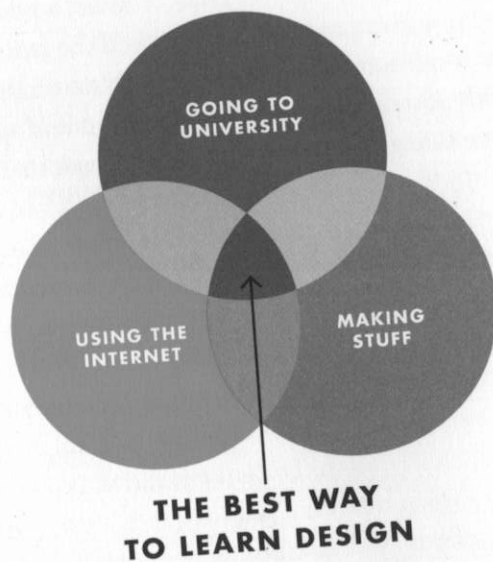 GOING TO
UNIVERSITY
USING THE
INTERNET
MAKING
STUFF
THE BEST WAY
TO LEARN DESIGN